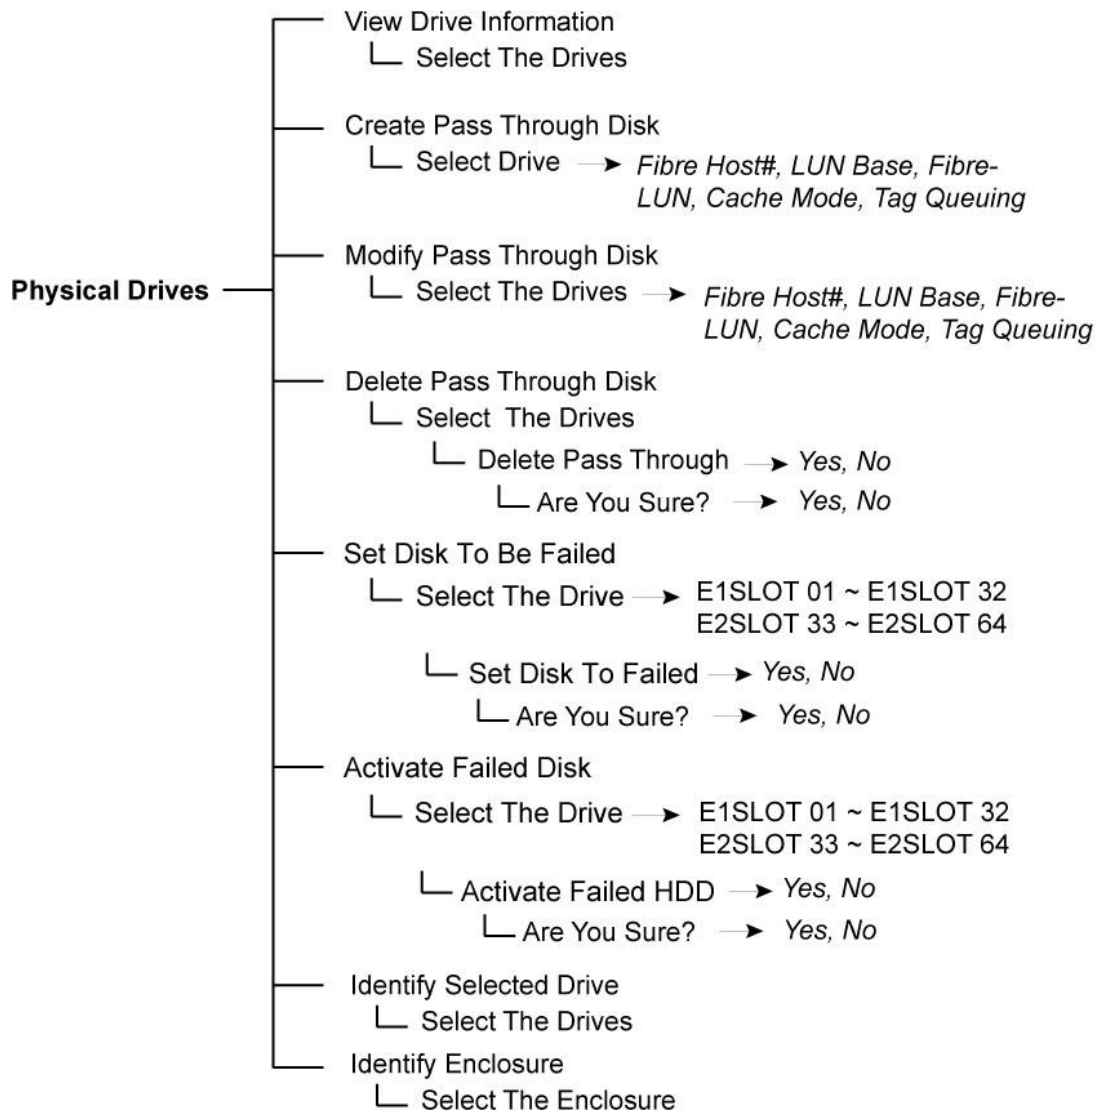 View Drive Information
Select The Drives
Create Pass Through Disk
Select Drive Fibre Host#, LUN Base, Fibre-
LUN, Cache Mode, Tag Queuing
Modify Pass Through Disk
Physical Drives
Select The Drives Fibre Host#, LUN Base, Fibre-
LUN, Cache Mode, Tag Queuing
Delete Pass Through Disk
Select The Drives
Delete Pass Through Yes, No
Are You Sure? Yes, No
Set Disk To Be Failed
Select The Drive E1SLOT 01 ~ E1SLOT 32
E2SLOT 33 ~ E2SLOT 64
Set Disk To Failed Yes, No
Are You Sure? Yes, No
Activate Failed Disk
Select The Drive E1SLOT 01 ~ E1SLOT 32
E2SLOT 33 ~ E2SLOT 64
Activate Failed HDD Yes, No
Are You Sure? Yes, No
Identify Selected Drive
Select The Drives
Identify Enclosure
Select The Enclosure